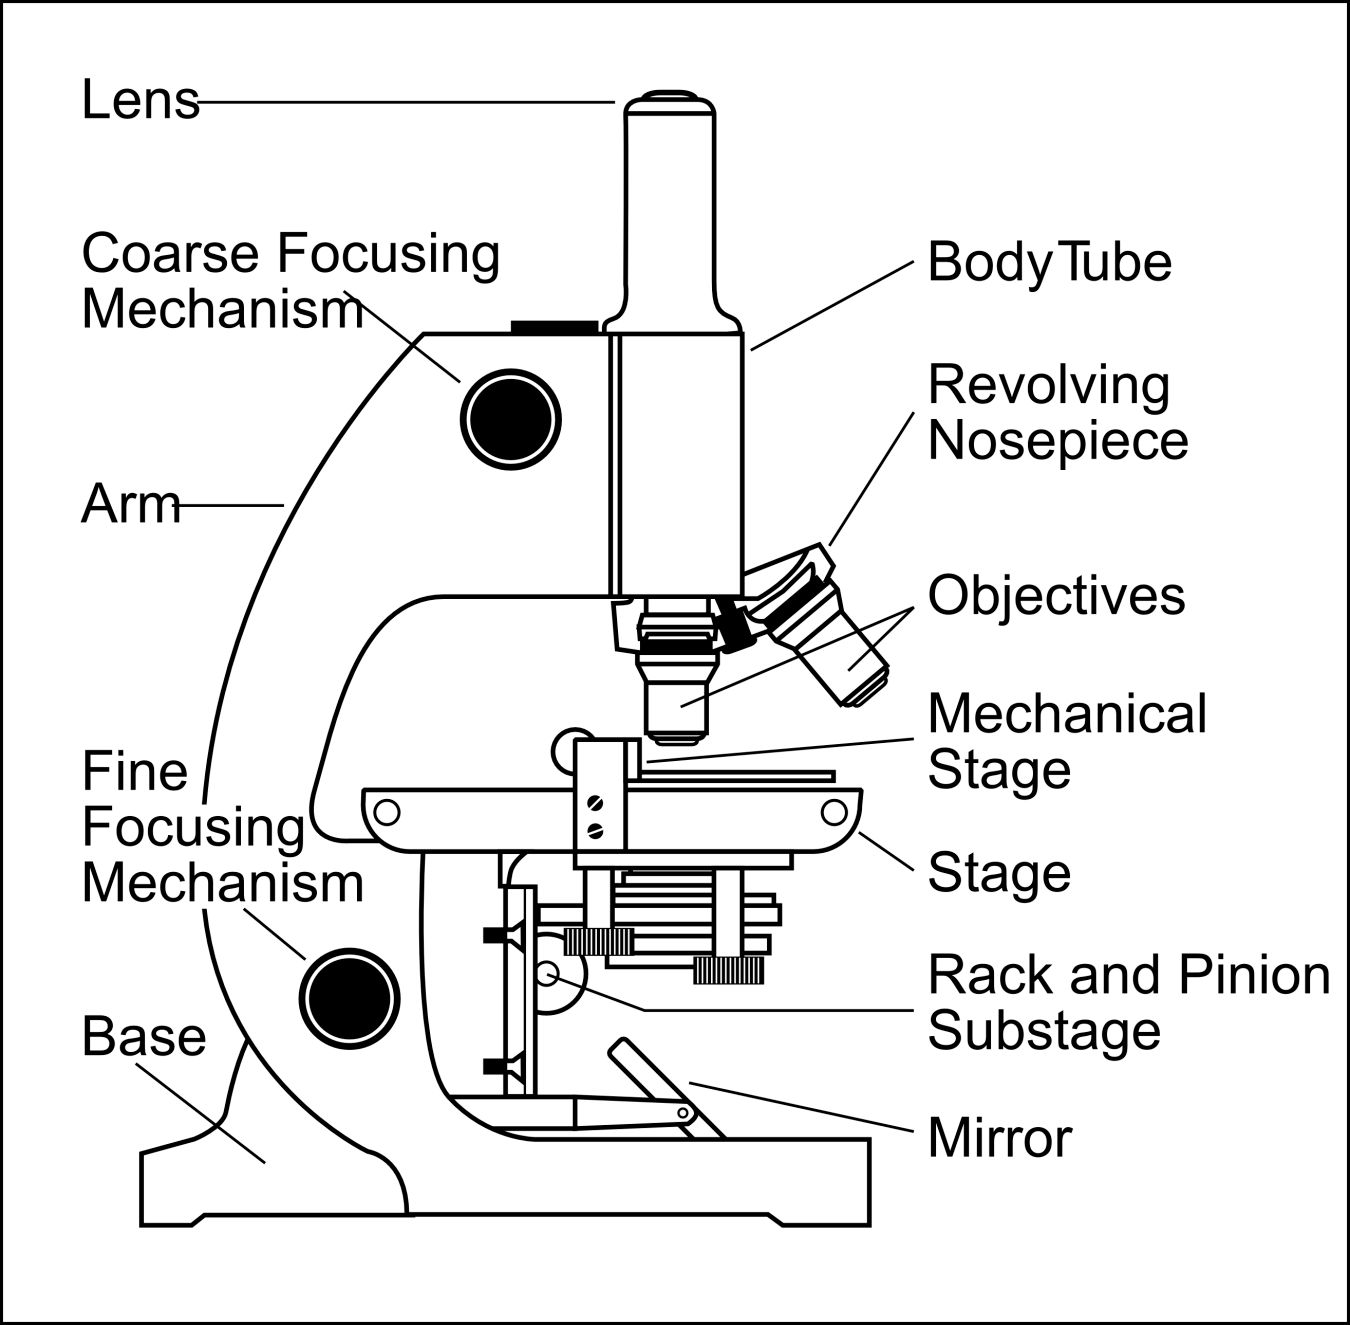 Lens
Coarse Focusing
Mechanism
Arm
Fine
Focusing
Mechanism
Base
Body Tube
Revolving
Nosepiece
Objectives
Mechanical
Stage
Stage
Rack and Pinion
Substage
Mirror